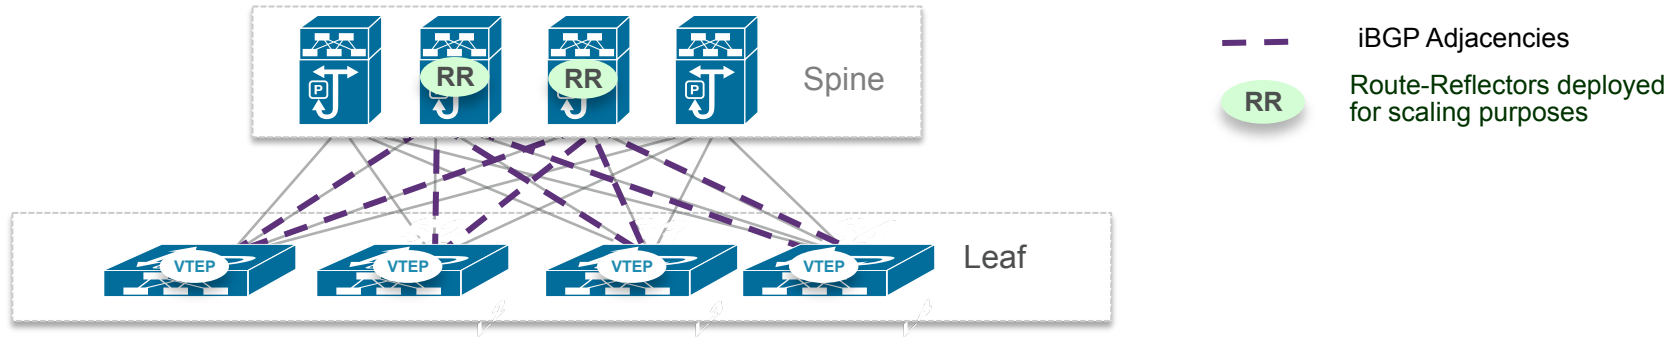 P
RR
RR
P
Spine
iBGP Adjacencies
RR
Route-Reflectors deployed
for scaling purposes
VTEP
VTEP
VTEP
VTEP
Leaf